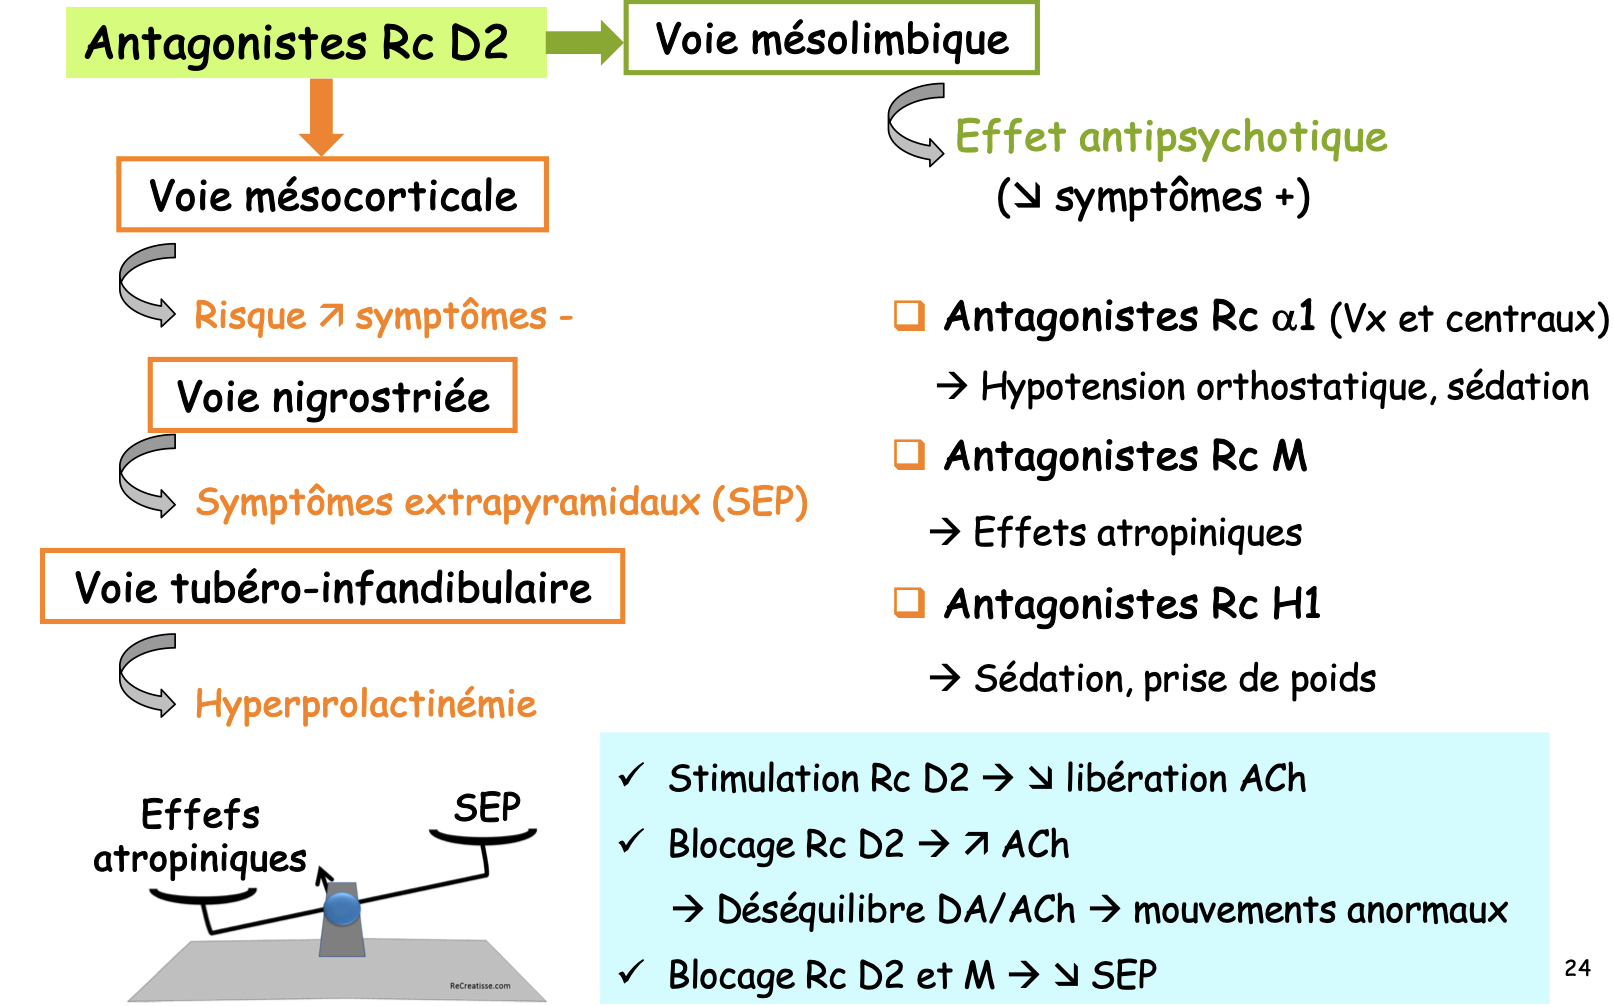 Antagonistes Rc D2
Voie mésolimbique
Effet antipsychotique
(↘ symptômes +)
Voie mésocorticale
Risque ↗ symptômes -
Voie nigrostriée
Symptômes extrapyramidaux (SEP)
Voie tubéro-infandibulaire
Hyperprolactinémie
❑ Antagonistes Rc α1 (Vx et centraux)
→ Hypotension orthostatique, sédation
❑ Antagonistes Rc M
→ Effets atropiniques
❑ Antagonistes Rc H1
→ Sédation, prise de poids
Effefs
atropiniques
SEP
ReCreatisse.com
✓ Stimulation Rc D2 → ↘ libération ACh
✓ Blocage Rc D2 → ↗ ACh
→ Déséquilibre DA/ACh → mouvements anormaux
✓ Blocage Rc D2 et M → ↘ SEP
24